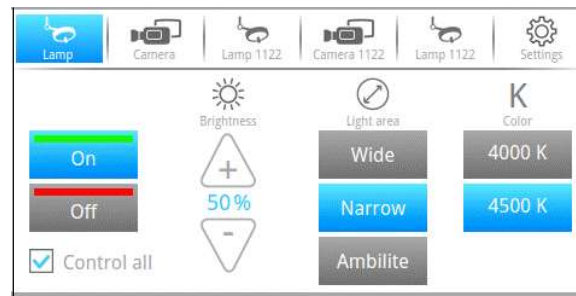 Lamp
Camera
Lamp 1122
Camera 1122
Lamp 1122
Settings
Brightness
Light area
K
Color
On
+
Wide
4000 K
Off
50 %
Narrow
4500 K
-
Control all
Ambilite